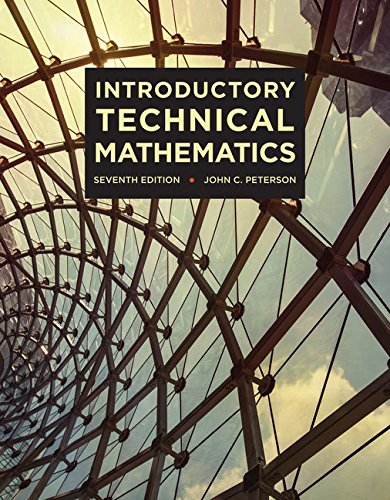 INTRODUCTORY
TECHNICAL
MATHEMATICS
SEVENTH EDITION • JOHN C. PETERSON